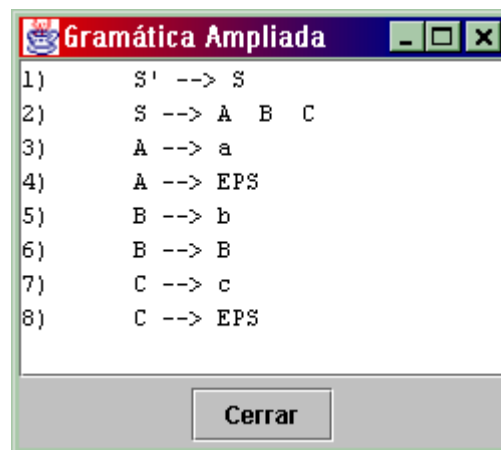 Gramática Ampliada
1) S' --> S
2) S --> A B C
3) A --> a
4) A --> EPS
5) B --> b
6) B --> B
7) C --> c
8) C --> EPS
Cerrar